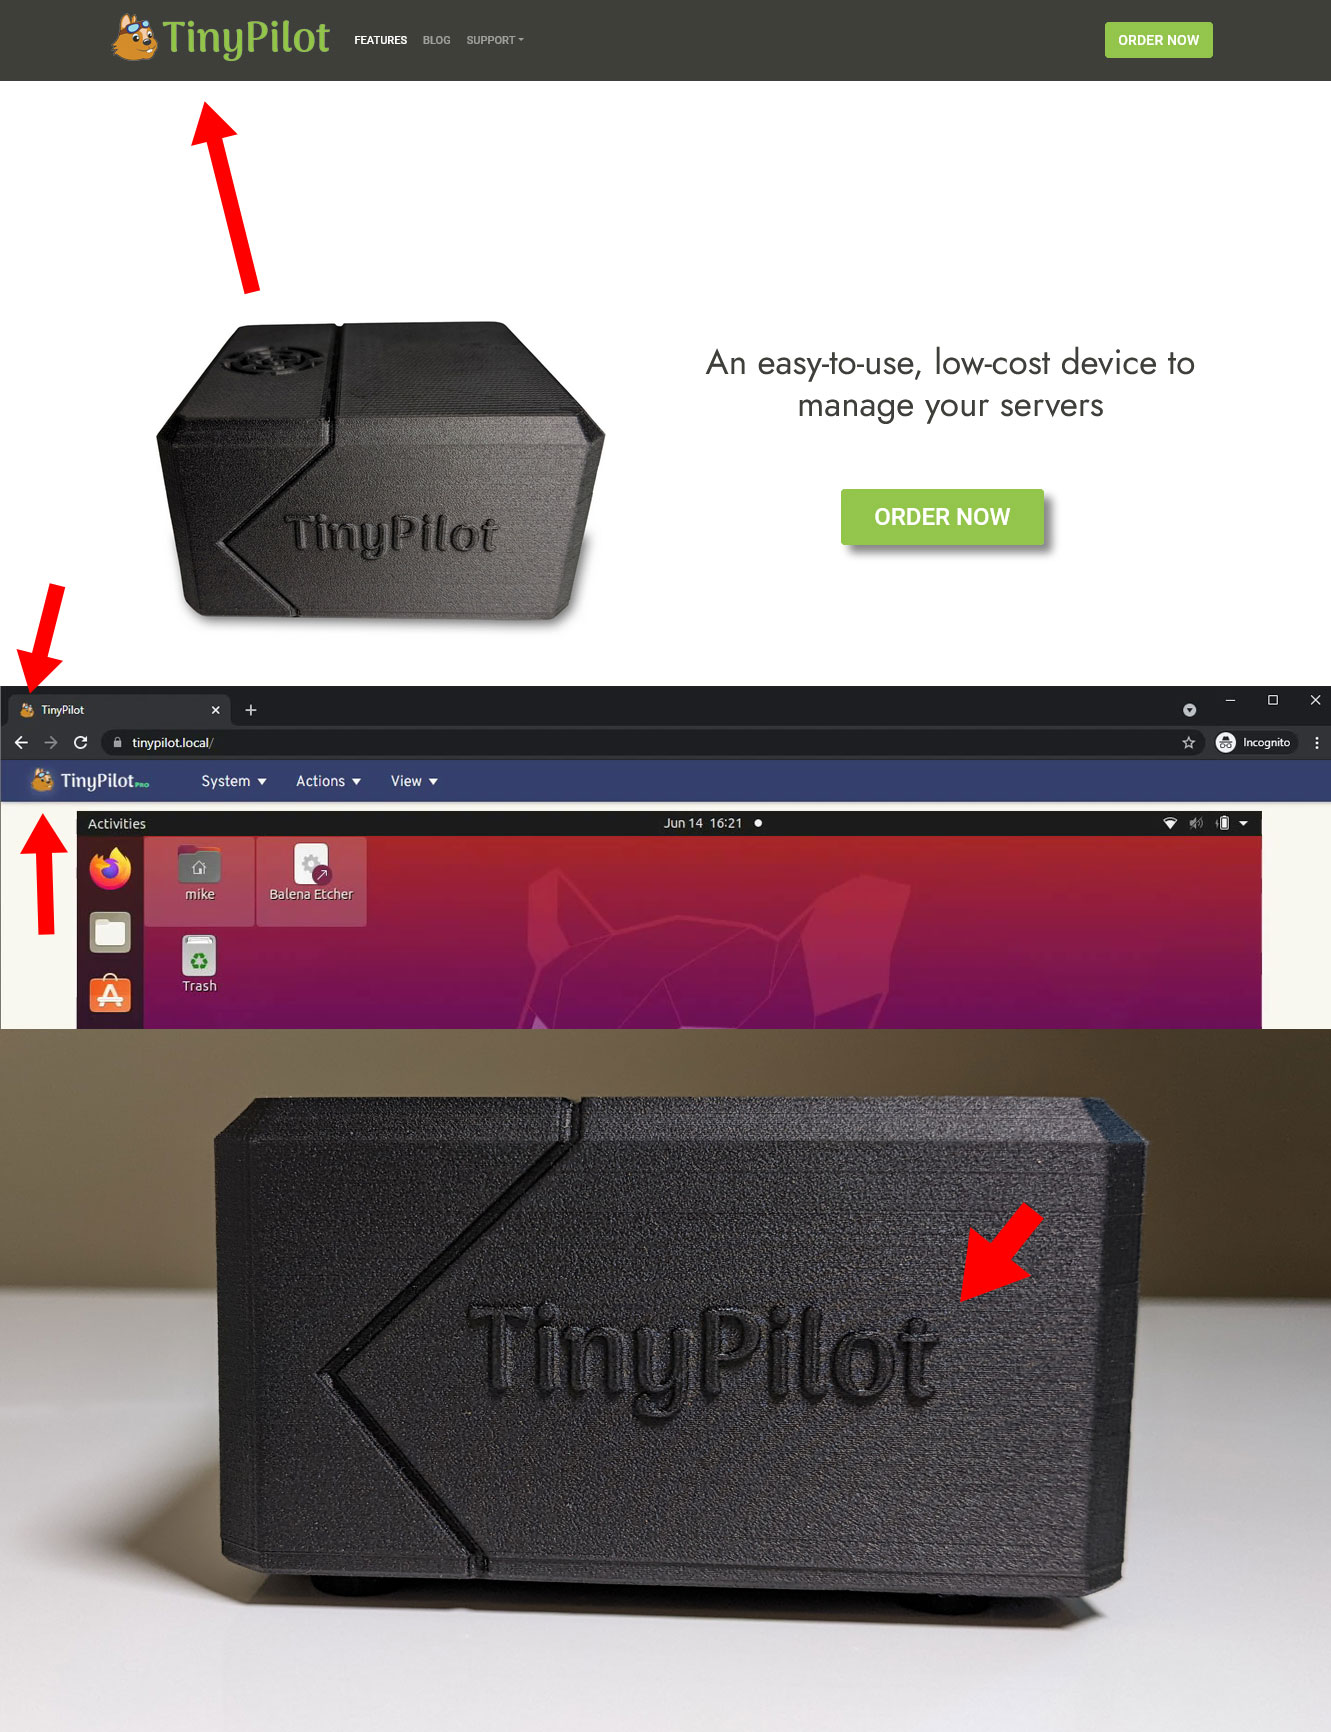 TinyPilot FEATURES BLOG SUPPORT ORDER NOW
An easy-to-use, low-cost device to
manage your servers
TinyPilot
ORDER NOW
TinyPilot
tinypilot.local/ Incognito
TinyPilot PRO System Actions View
Activities Jun 14 16:21
mike Balena Etcher
Trash
TinyPilot